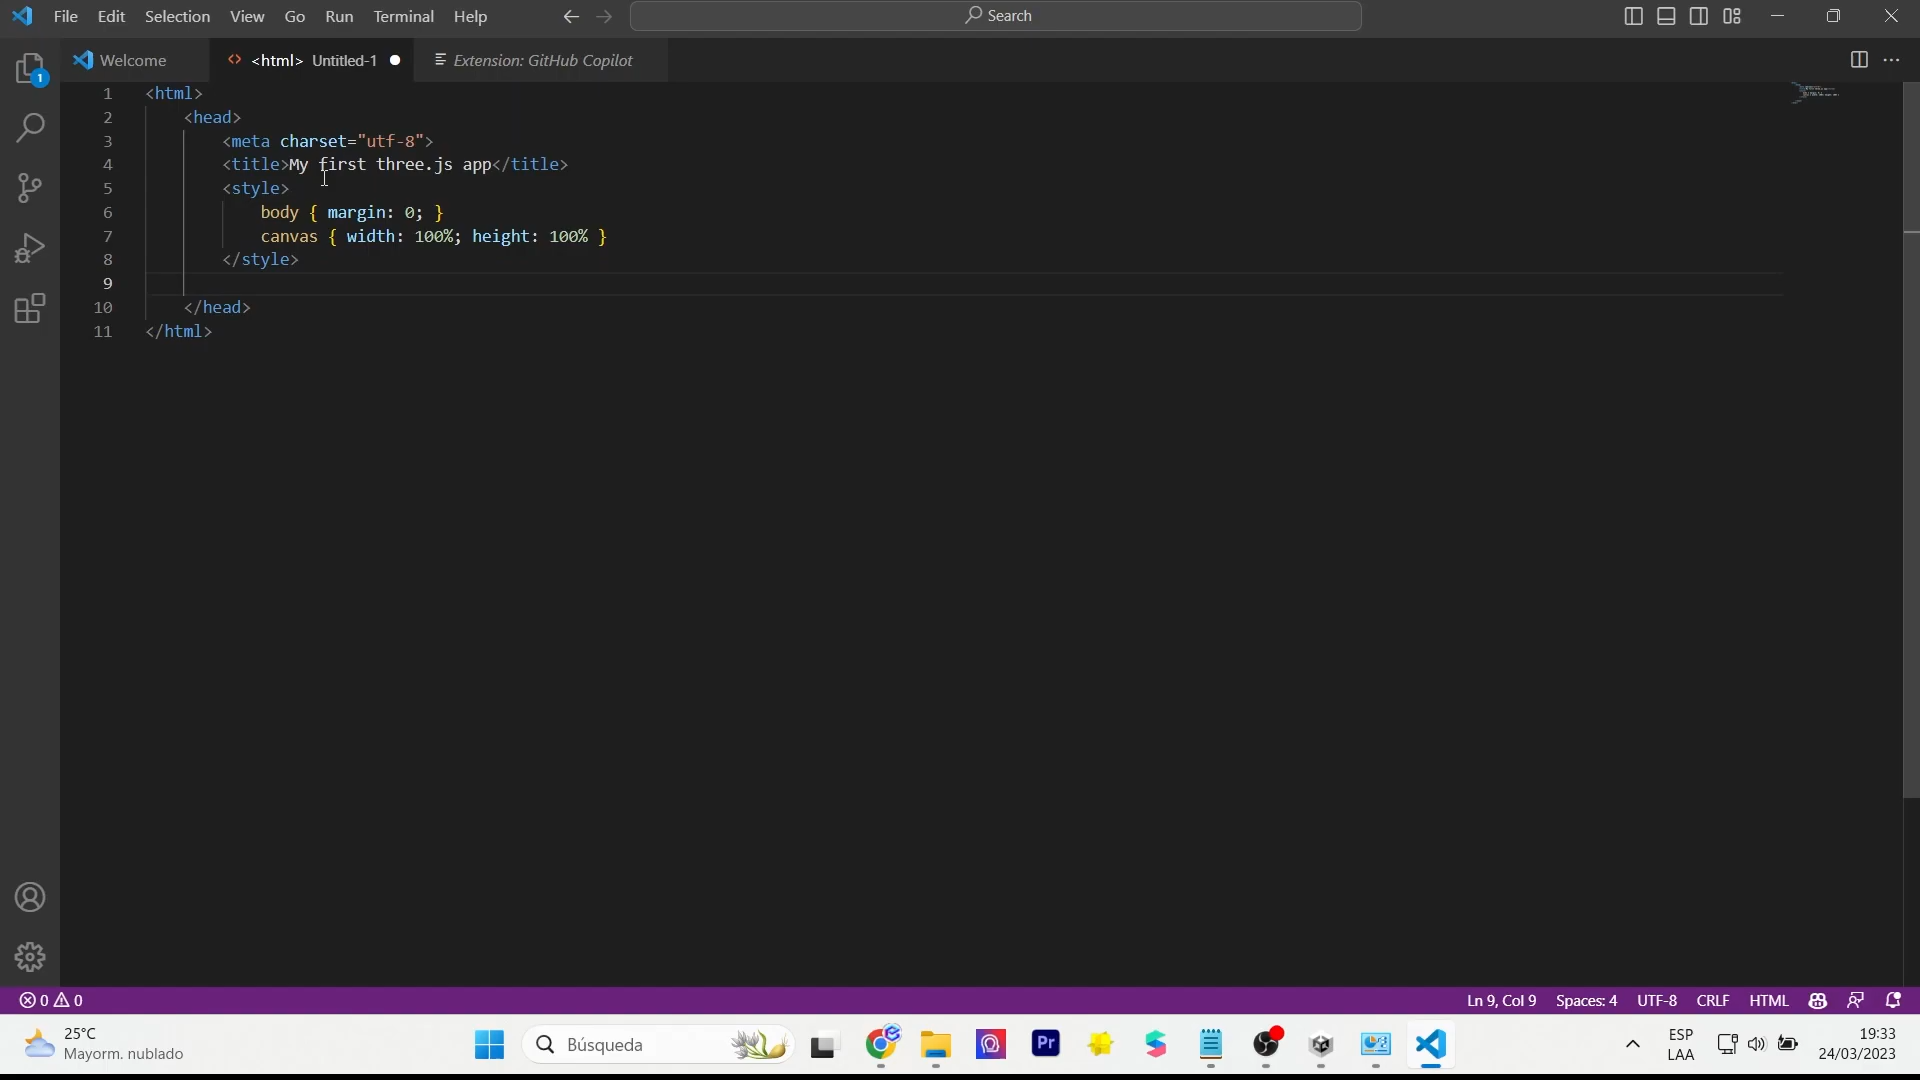 File Edit Selection View Go Run Terminal Help Search
Welcome <html> Untitled-1 Extension: GitHub Copilot
1
1 <html>
2 <head>
3 <meta charset="utf-8">
4 <title>My first three.js app</title>
5 <style>
6 body { margin: 0; }
7 canvas { width: 100%; height: 100% }
8 </style>
9
10 </head>
11 </html>
0 0 Ln 9, Col 9 Spaces: 4 UTF-8 CRLF HTML
25°C
Mayorm. nublado
Búsqueda
Pr
ESP
LAA
19:33
24/03/2023